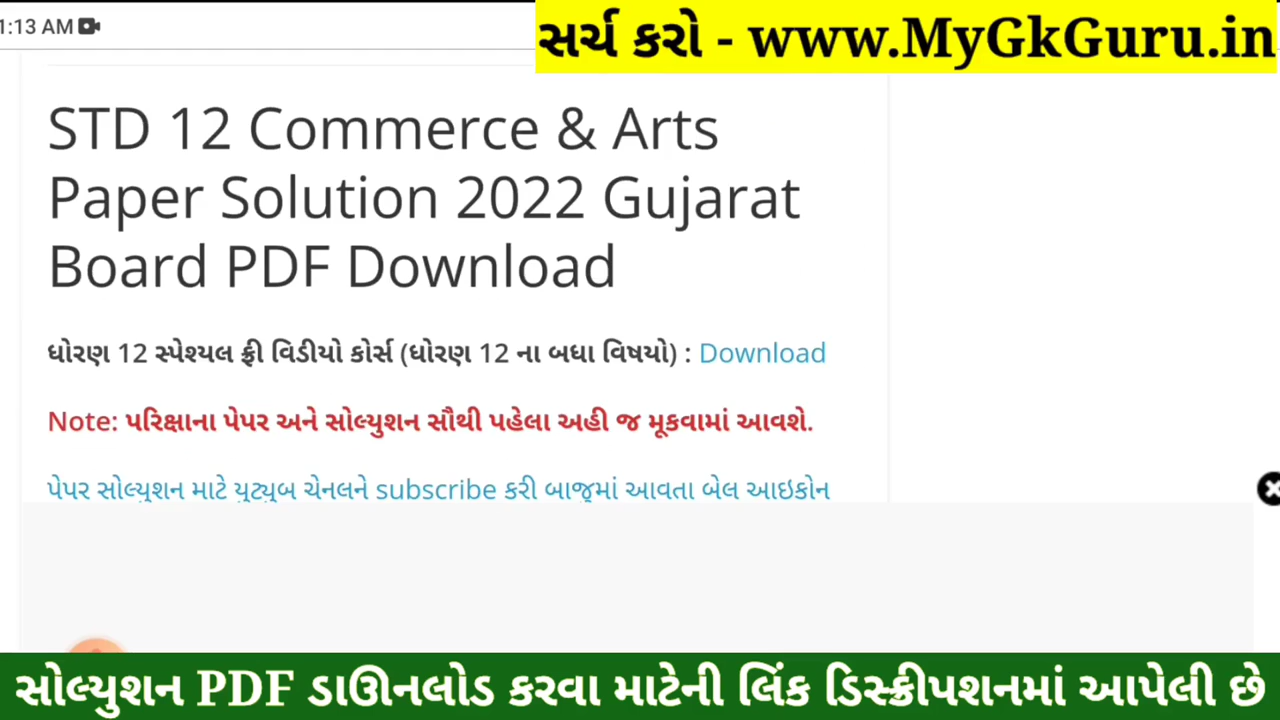 1:13 AM
સર્ચ કરો - www.MyGkGuru.in
STD 12 Commerce & Arts
Paper Solution 2022 Gujarat
Board PDF Download
ધોરણ 12 સ્પેશ્યલ ફ્રી વિડીયો કોર્સ (ધોરણ 12 ના બધા વિષયો) : Download
Note: પરિક્ષાના પેપર અને સોલ્યુશન સૌથી પહેલા અહી જ મૂકવામાં આવશે.
પેપર સોલ્યુશન માટે યુટ્યુબ ચેનલને subscribe કરી બાજુમાં આવતા બેલ આઇકોન
સોલ્યુશન PDF ડાઊનલોડ કરવા માટેની લિંક ડિસ્ક્રીપશનમાં આપેલી છે